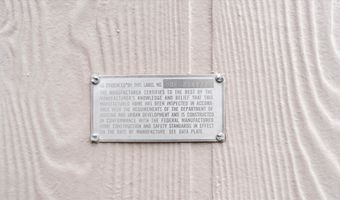 AS EVIDENCED BY THIS LABEL NO.
THE MANUFACTURER CERTIFIES TO THE BEST OF THE
MANUFACTURER'S KNOWLEDGE AND BELIEF THAT THIS
MANUFACTURED HOME HAS BEEN INSPECTED IN ACCORD-
ANCE WITH THE REQUIREMENTS OF THE DEPARTMENT OF
HOUSING AND URBAN DEVELOPMENT AND IS CONSTRUCTED
IN CONFORMANCE WITH THE FEDERAL MANUFACTURED
HOME CONSTRUCTION AND SAFETY STANDARDS IN EFFECT
ON THE DATE OF MANUFACTURE. SEE DATA PLATE.